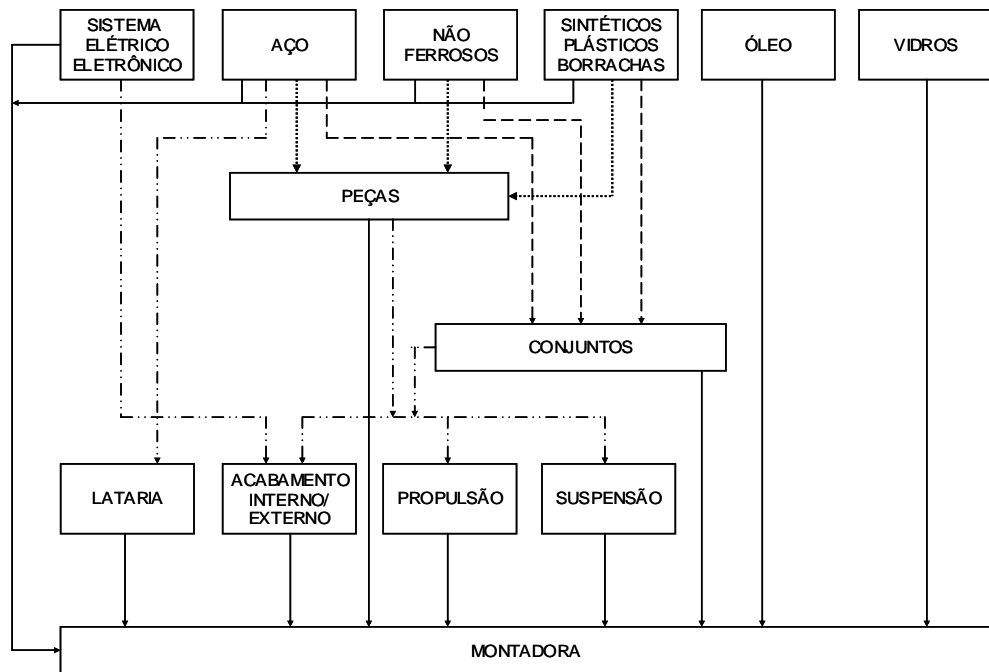 SISTEMA
ELÉTRICO
ELETRÔNICO
AÇO
NÃO
FERROSOS
SINTÉTICOS
PLÁSTICOS
BORRACHAS
ÓLEO
VIDROS
PEÇAS
CONJUNTOS
LATARIA
ACABAMENTO
INTERNO/
EXTERNO
PROPULSÃO
SUSPENSÃO
MONTADORA